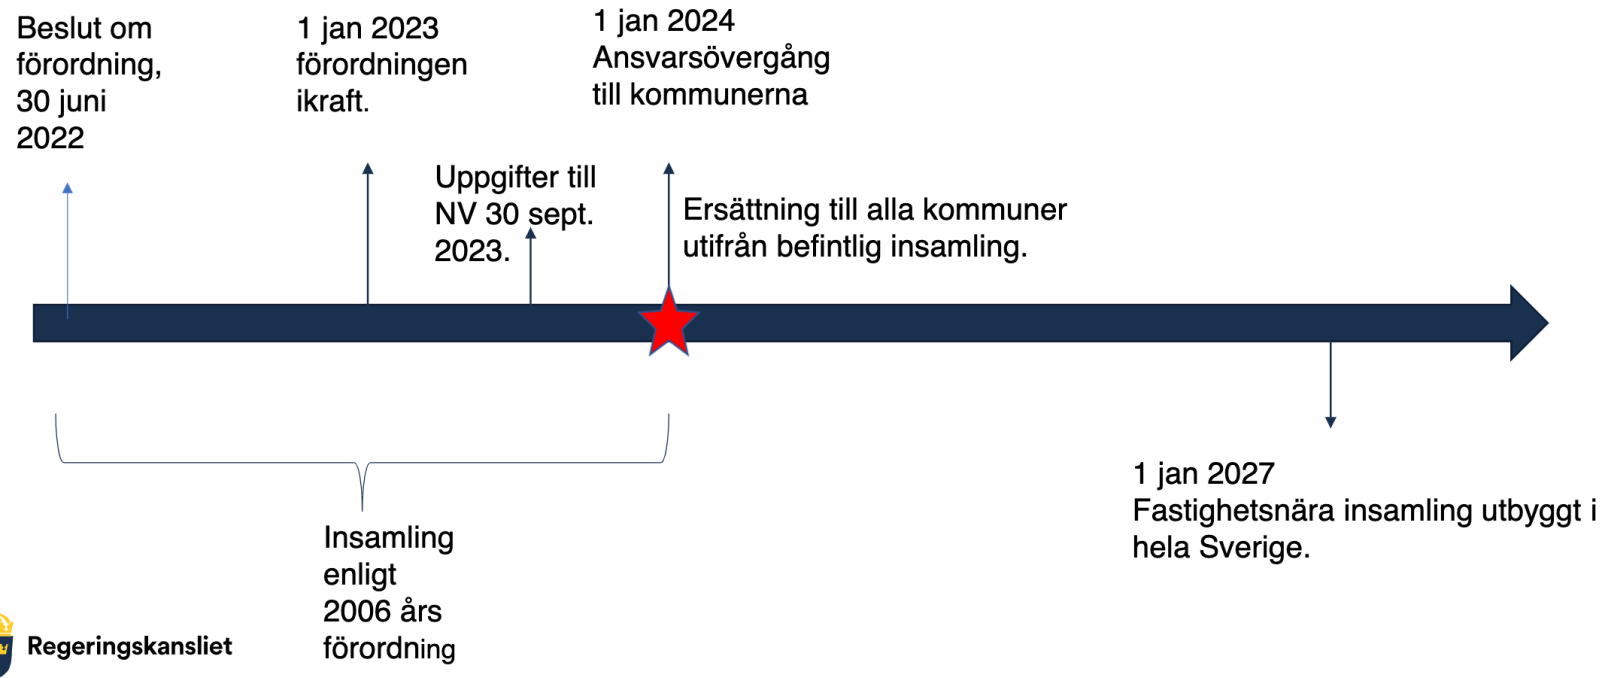 Beslut om
förordning,
30 juni
2022
1 jan 2023
förordningen
ikraft.
1 jan 2024
Ansvarsövergång
till kommunerna
Uppgifter till
NV 30 sept.
2023.
Ersättning till alla kommuner
utifrån befintlig insamling.
1 jan 2027
Fastighetsnära insamling utbyggt i
hela Sverige.
Insamling
enligt
2006 års
förordning
Regeringskansliet